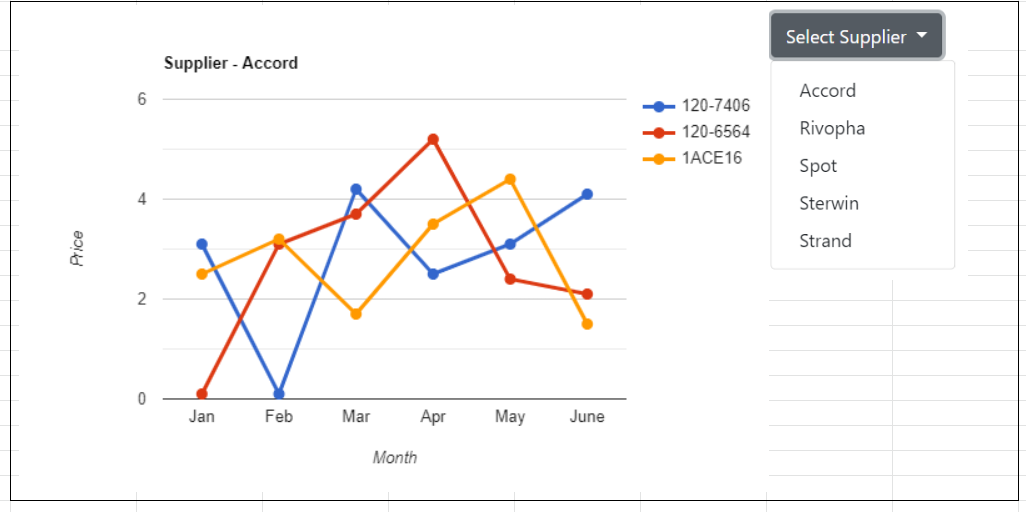 Select Supplier
Supplier - Accord
Accord
Rivopha
Spot
Sterwin
Strand
120-7406
120-6564
1ACE16
6
4
2
0
Price
Jan Feb Mar Apr May June
Month